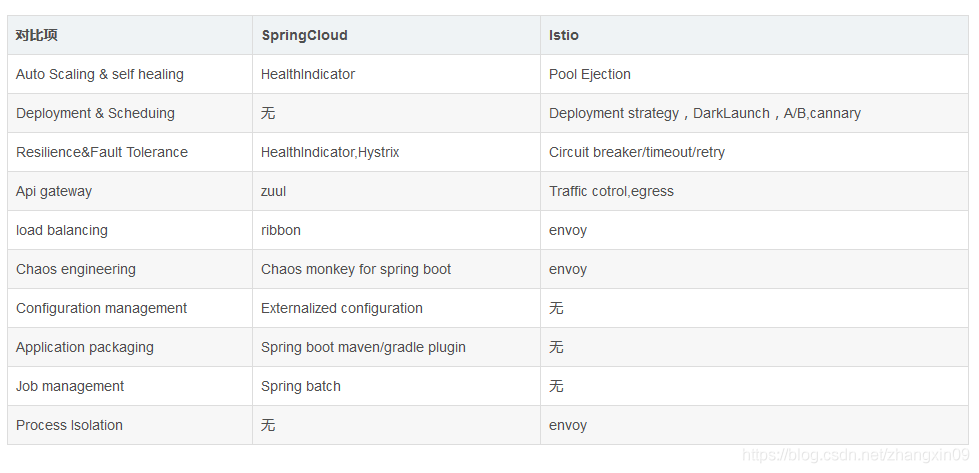 对比项 SpringCloud Istio
Auto Scaling & self healing HealthIndicator Pool Ejection
Deployment & Scheduing 无 Deployment strategy，DarkLaunch，A/B,cannary
Resilience&Fault Tolerance HealthIndicator,Hystrix Circuit breaker/timeout/retry
Api gateway zuul Traffic cotrol,egress
load balancing ribbon envoy
Chaos engineering Chaos monkey for spring boot envoy
Configuration management Externalized configuration 无
Application packaging Spring boot maven/gradle plugin 无
Job management Spring batch 无
Process Isolation 无 envoy
https://blog.csdn.net/zhangxin09